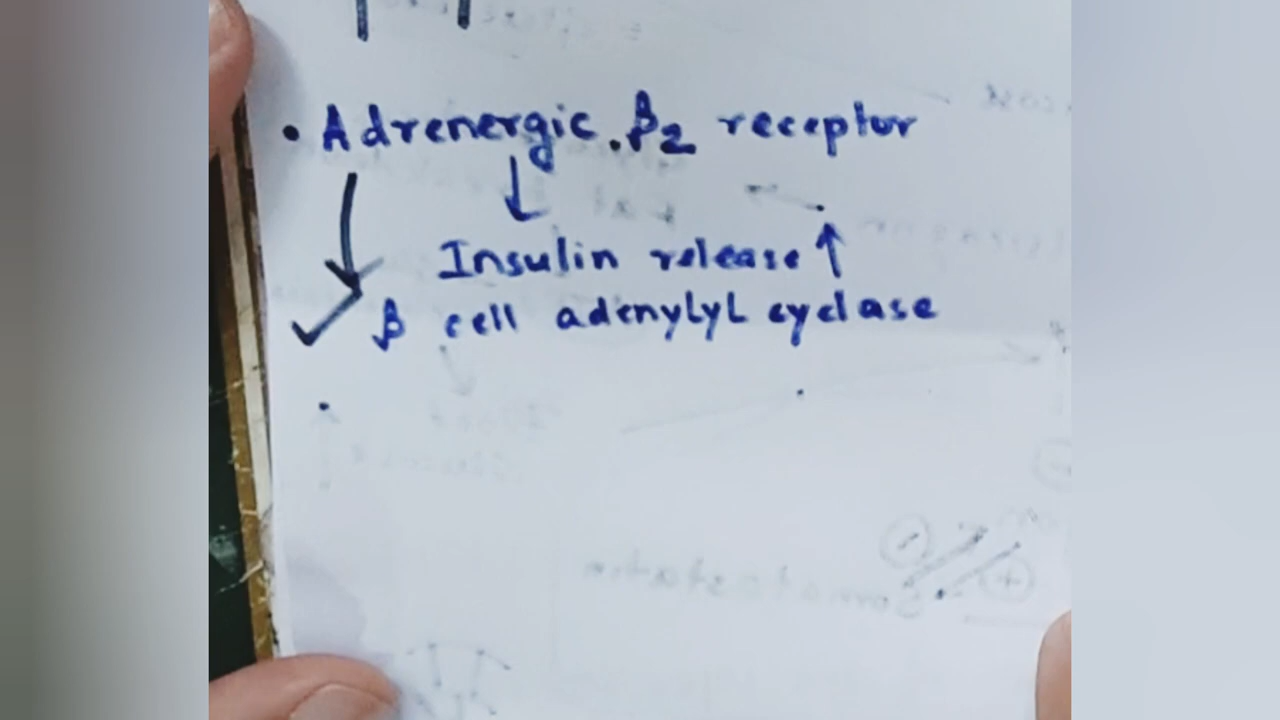 • Adrenergic β2 receptor
↓
Insulin release ↑
β cell adenylyl cyclase